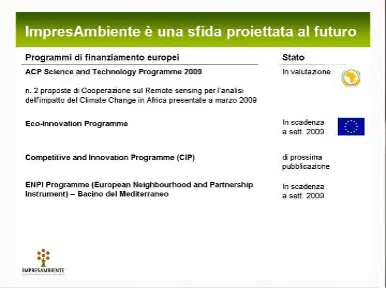 ImpresAmbiente è una sfida proiettata al futuro
Programmi di finanziamento europei
Stato
ACP Science and Technology Programme 2009
In valutazione
n. 2 proposte di Cooperazione sul Remote sensing per l'analisi
dell'impatto del Climate Change in Africa presentate a marzo 2009
Eco-Innovation Programme
In scadenza
a sett. 2009
Competitive and Innovation Programme (CIP)
di prossima
pubblicazione
ENPI Programme (European Neighbourhood and Partnership
Instrument) – Bacino del Mediterraneo
In scadenza
a sett. 2009
IMPRESAMBIENTE